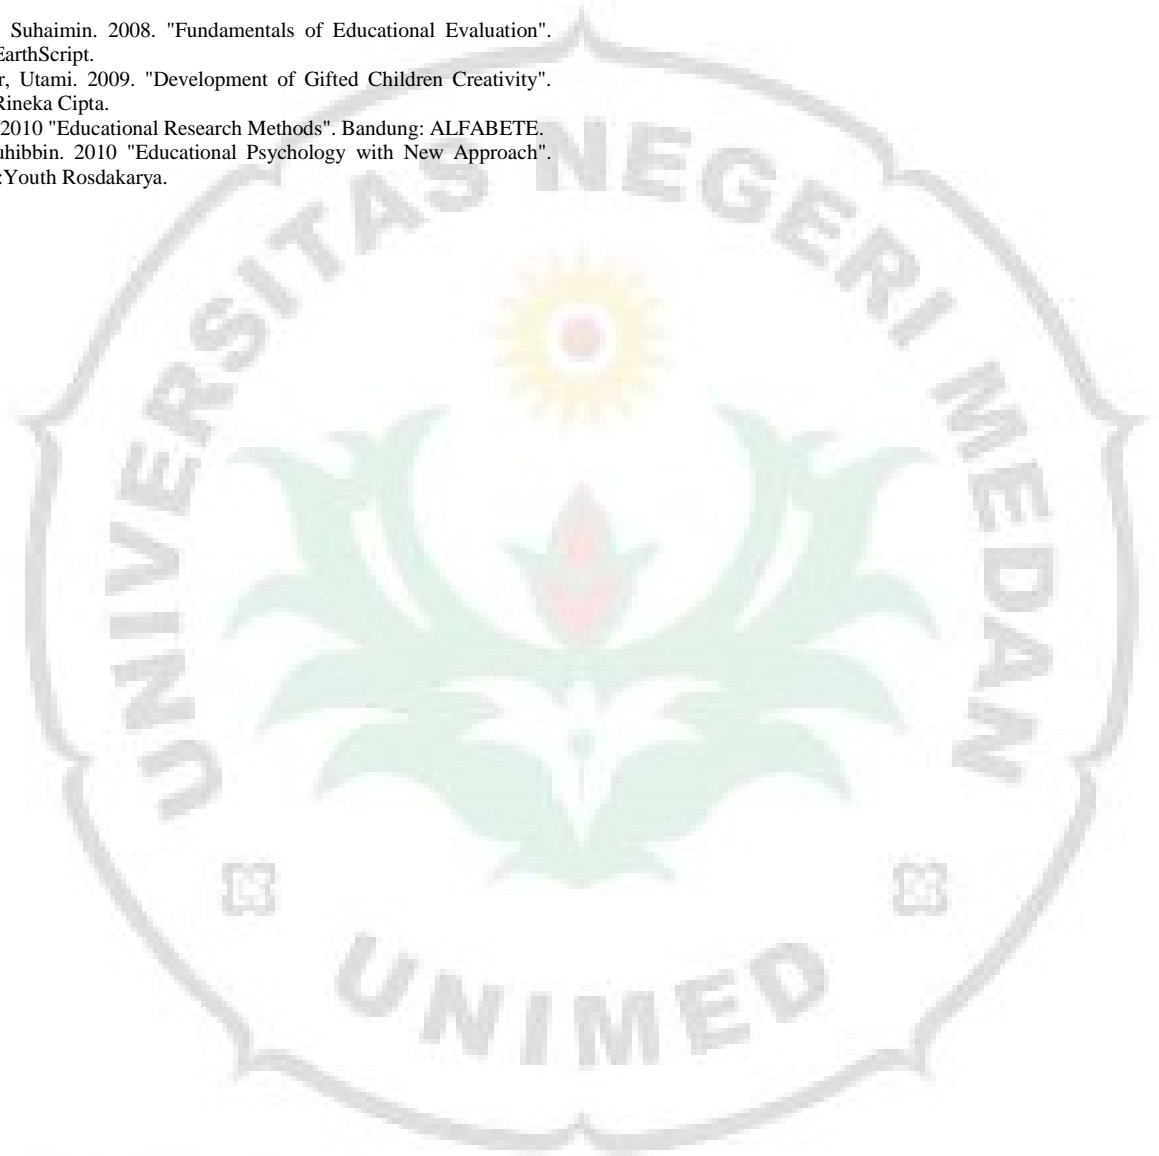 Suhaimin. 2008. "Fundamentals of Educational Evaluation".
EarthScript.
r, Utami. 2009. "Development of Gifted Children Creativity".
Rineka Cipta.
2010 "Educational Research Methods". Bandung: ALFABETE.
uhibbin. 2010 "Educational Psychology with New Approach".
:Youth Rosdakarya.
UNIVERSITAS NEGERI MEDAN
UNIMED